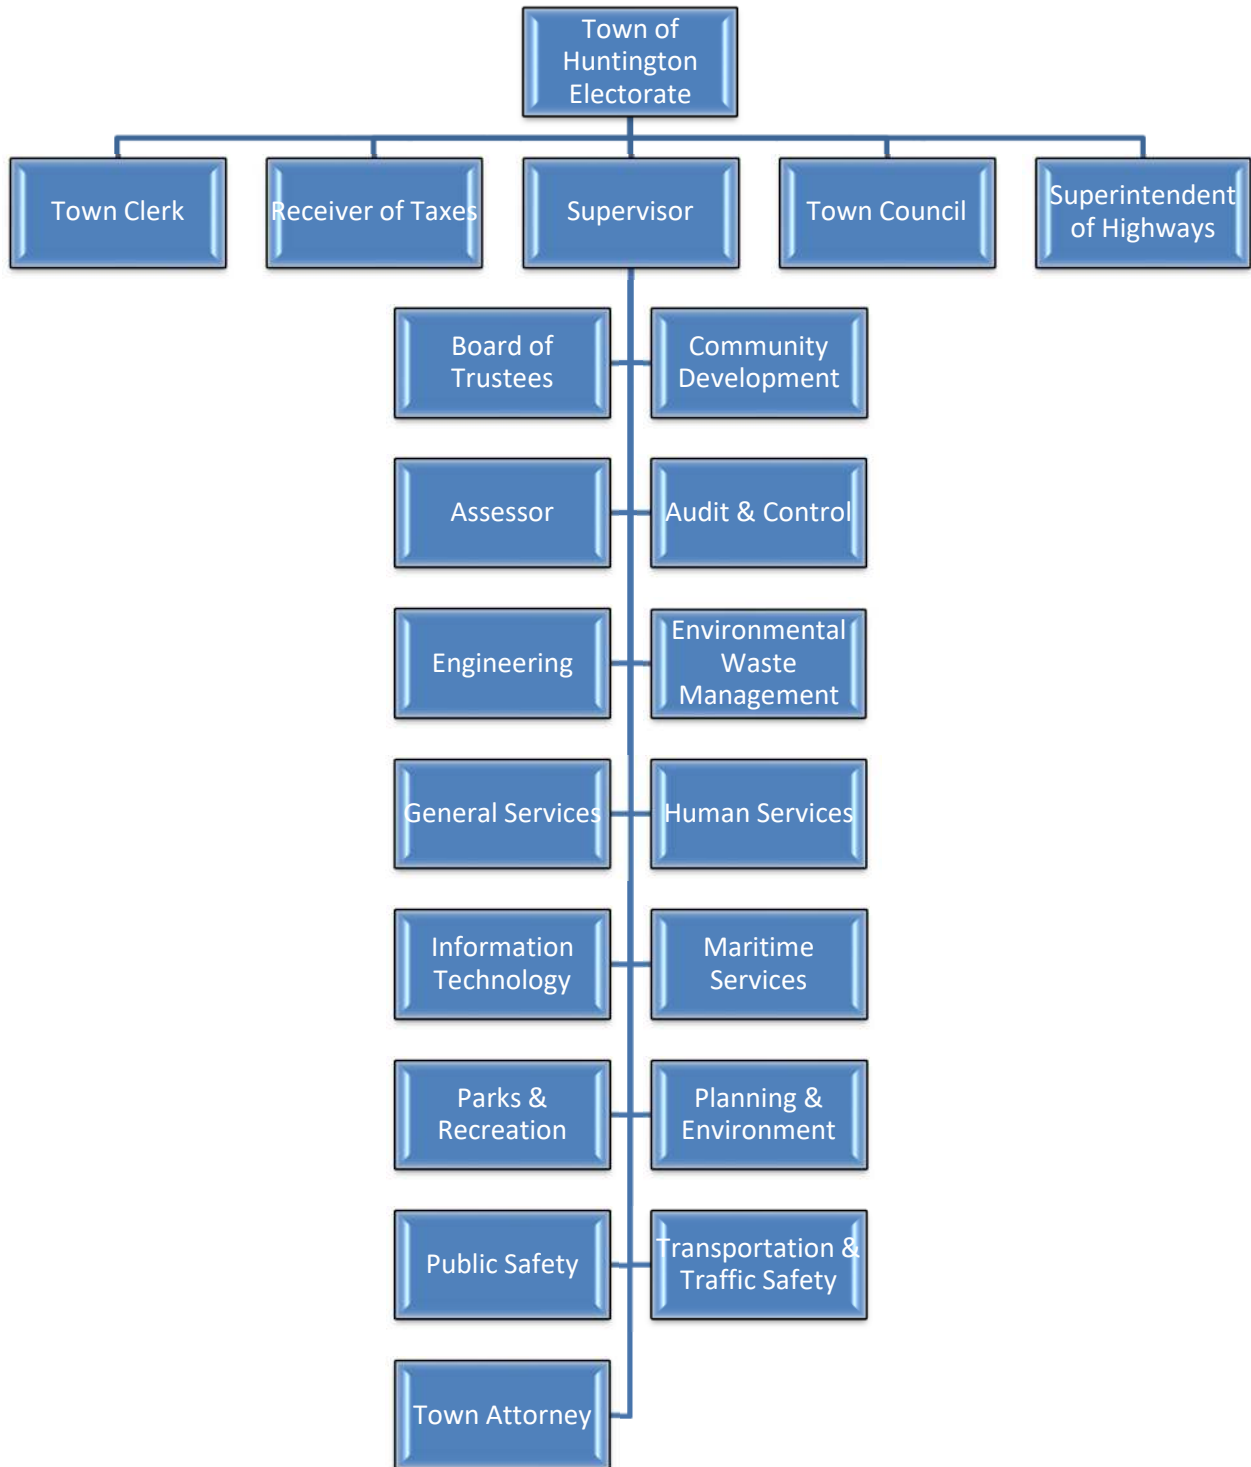 Town of
Huntington
Electorate
Town Clerk
Receiver of Taxes
Supervisor
Town Council
Superintendent
of Highways
Board of
Trustees
Community
Development
Assessor
Audit & Control
Engineering
Environmental
Waste
Management
General Services
Human Services
Information
Technology
Maritime
Services
Parks &
Recreation
Planning &
Environment
Public Safety
Transportation &
Traffic Safety
Town Attorney